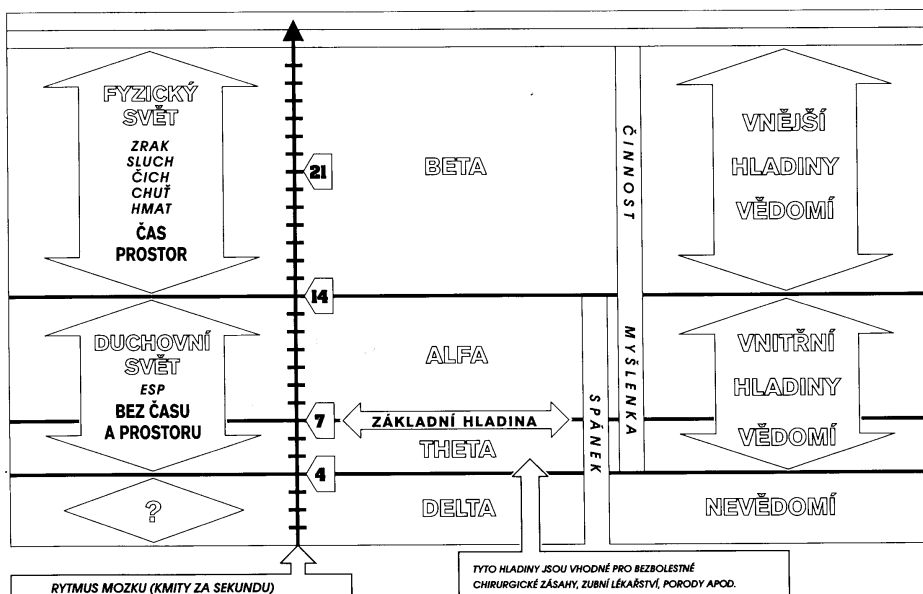 FYZICKÝ
SVĚT
ZRAK
SLUCH
ČICH
CHUŤ
HMAT
ČAS
PROSTOR
21
BETA
ČINNOST
VNĚJŠÍ
HLADINY
VĚDOMÍ
14
DUCHOVNÍ
SVĚT
ESP
BEZ ČASU
A PROSTORU
ALFA
7
ZÁKLADNÍ HLADINA
THETA
SPÁNEK
MYŠLENKA
VNITŘNÍ
HLADINY
VĚDOMÍ
4
?
DELTA
NEVĚDOMÍ
RYTMUS MOZKU (KMITY ZA SEKUNDU)
TYTO HLADINY JSOU VHODNÉ PRO BEZBOLESTNÉ
CHIRURGICKÉ ZÁSAHY, ZUBNÍ LÉKAŘSTVÍ, PORODY APOD.